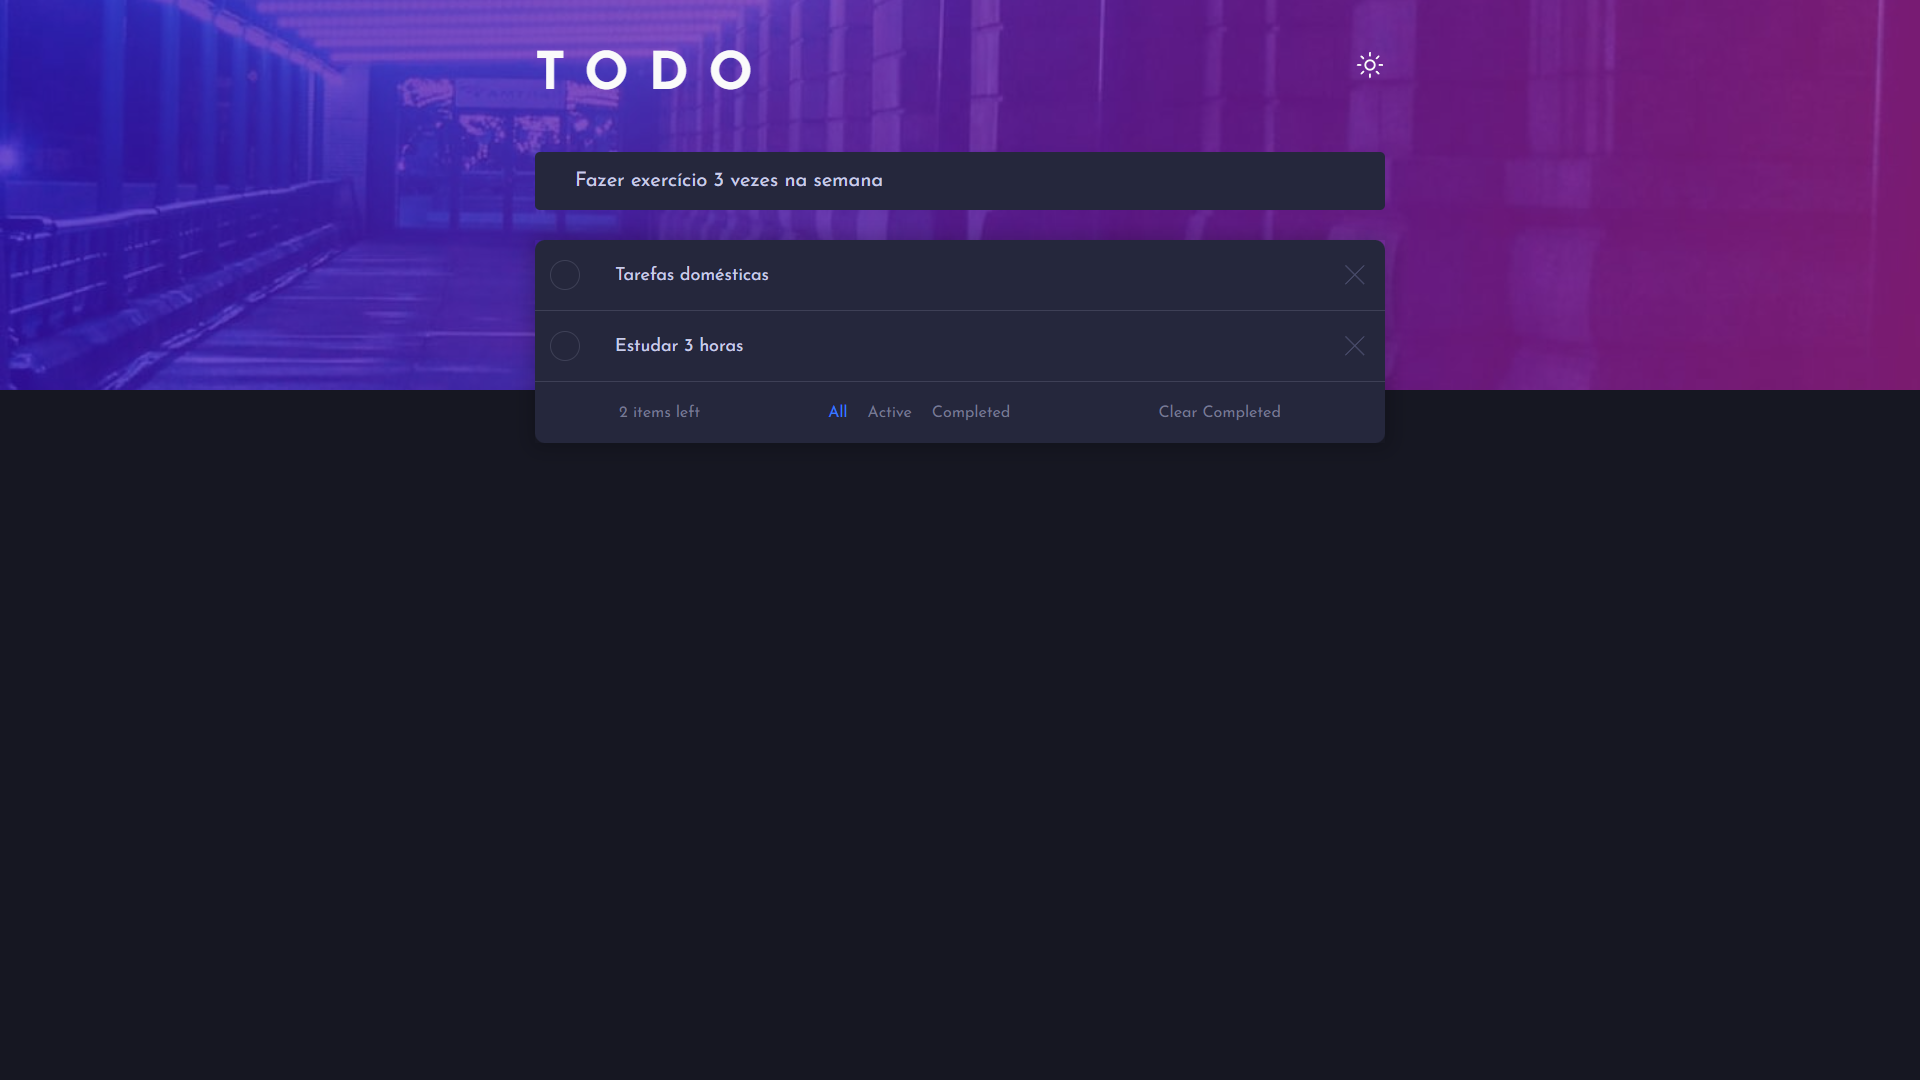 TODO
Fazer exercício 3 vezes na semana
Tarefas domésticas
Estudar 3 horas
2 items left All Active Completed Clear Completed